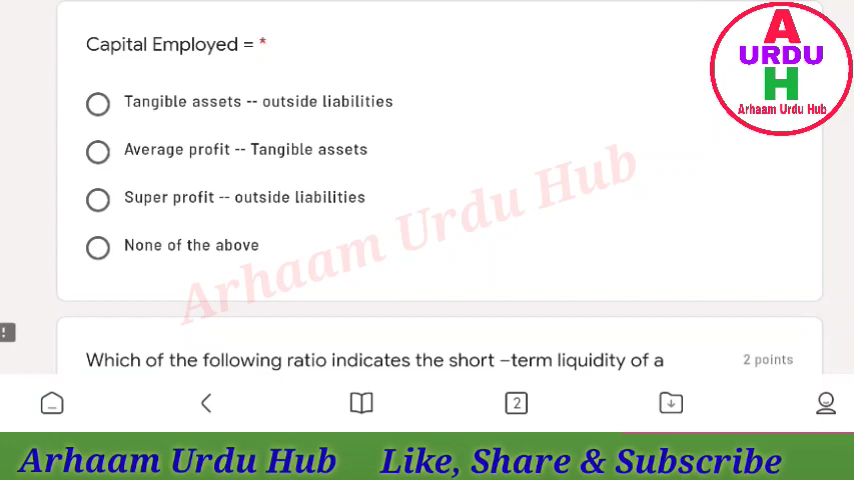 Capital Employed = *
Tangible assets -- outside liabilities
Average profit -- Tangible assets
Super profit -- outside liabilities
None of the above
A
URDU
H
Arhaam Urdu Hub
Arhaam Urdu Hub
!
Which of the following ratio indicates the short –term liquidity of a
2 points
2
Arhaam Urdu Hub Like, Share & Subscribe